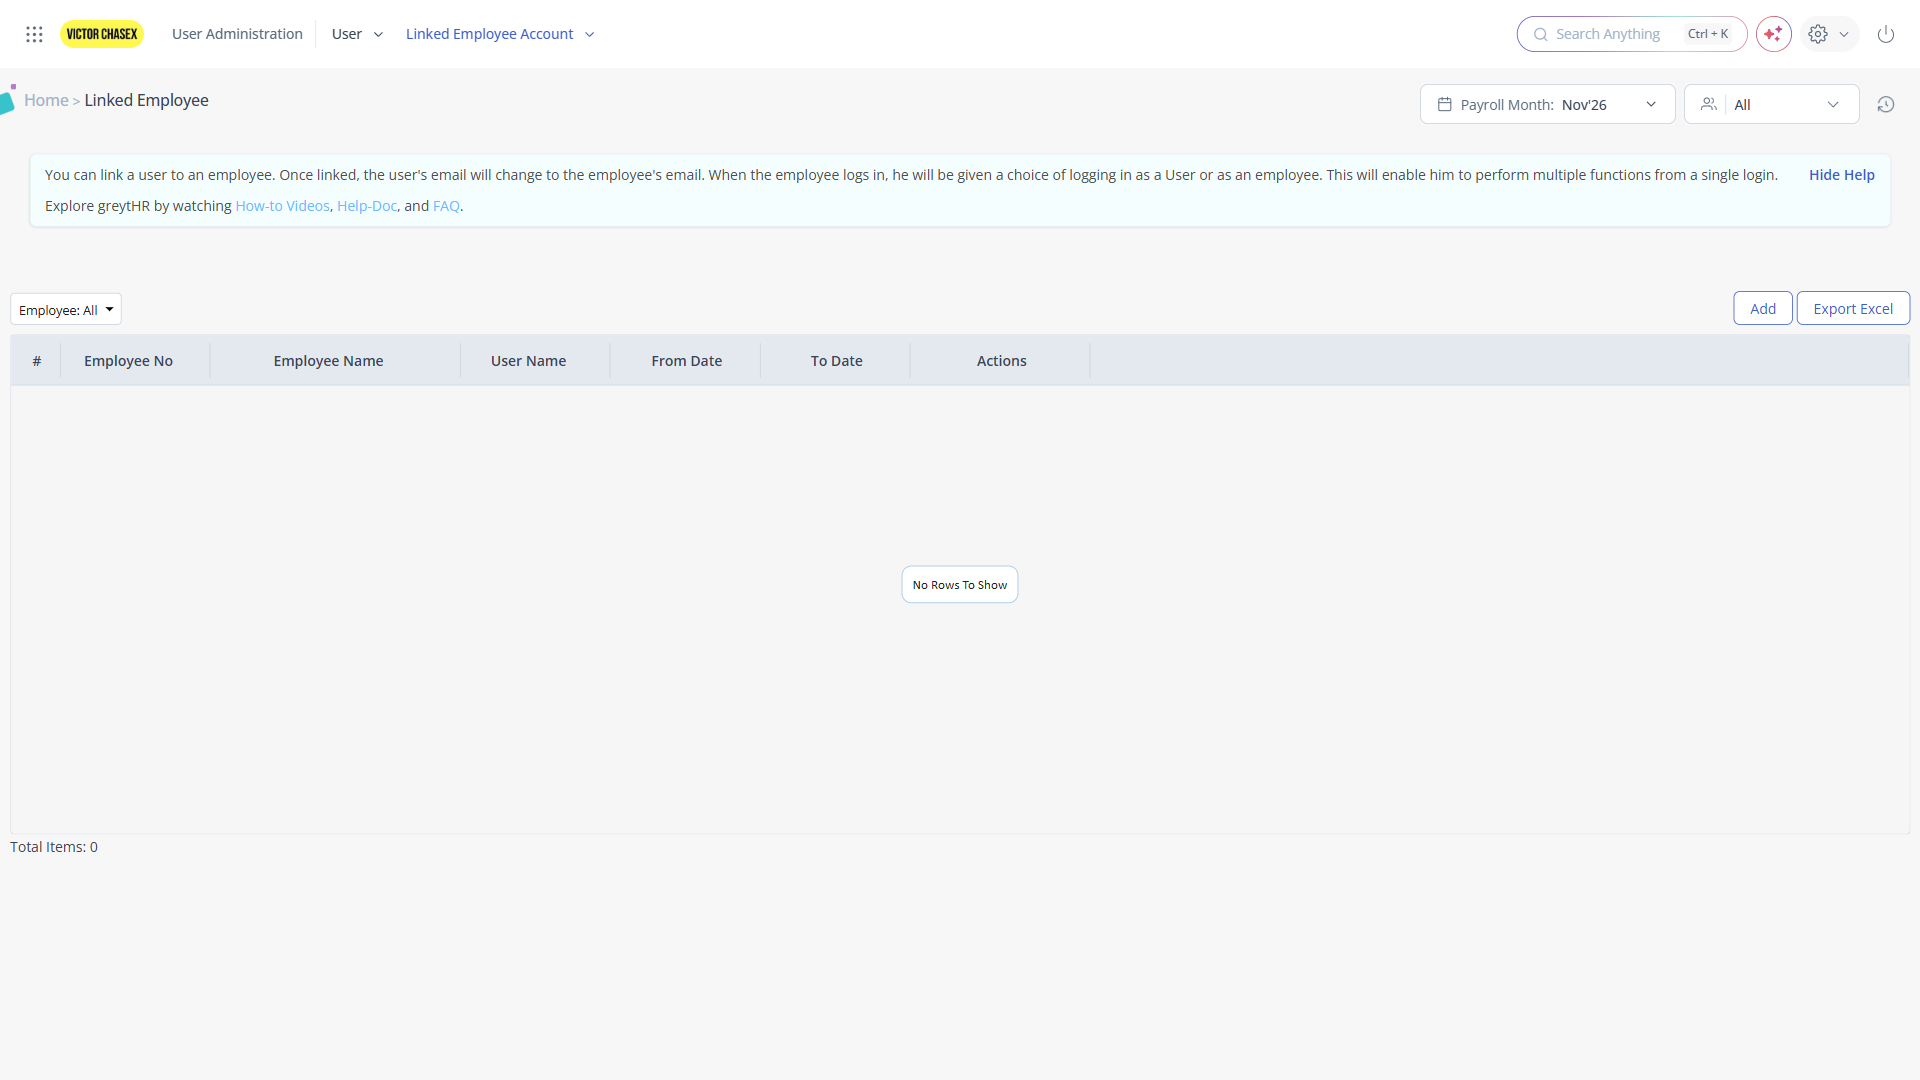 VICTOR CHASEX
User Administration
User
Linked Employee Account
Search Anything
Ctrl + K
Home > Linked Employee
Payroll Month: Nov'26
All
You can link a user to an employee. Once linked, the user's email will change to the employee's email. When the employee logs in, he will be given a choice of logging in as a User or as an employee. This will enable him to perform multiple functions from a single login.
Hide Help
Explore greytHR by watching How-to Videos, Help-Doc, and FAQ.
Employee: All
Add
Export Excel
# Employee No Employee Name User Name From Date To Date Actions
No Rows To Show
Total Items: 0